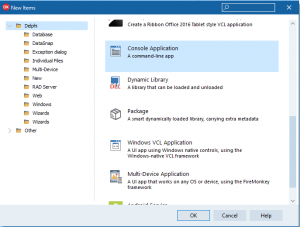 New Items
Delphi
Database
DataSnap
Exception dialog
Individual Files
Multi-Device
New
RAD Server
Web
Windows
Wizards
Wizards
Other
Create a Ribbon Office 2016 Tablet style VCL application
Console Application
A command-line app
Dynamic Library
A library that can be loaded and unloaded
Package
A smart dynamically loaded library, carrying extra metadata
Windows VCL Application
A UI app using Windows native controls, using the
Windows-native VCL framework
Multi-Device Application
A UI app that works on any OS or device, using the FireMonkey
framework
Android Service
OK
Cancel
Help